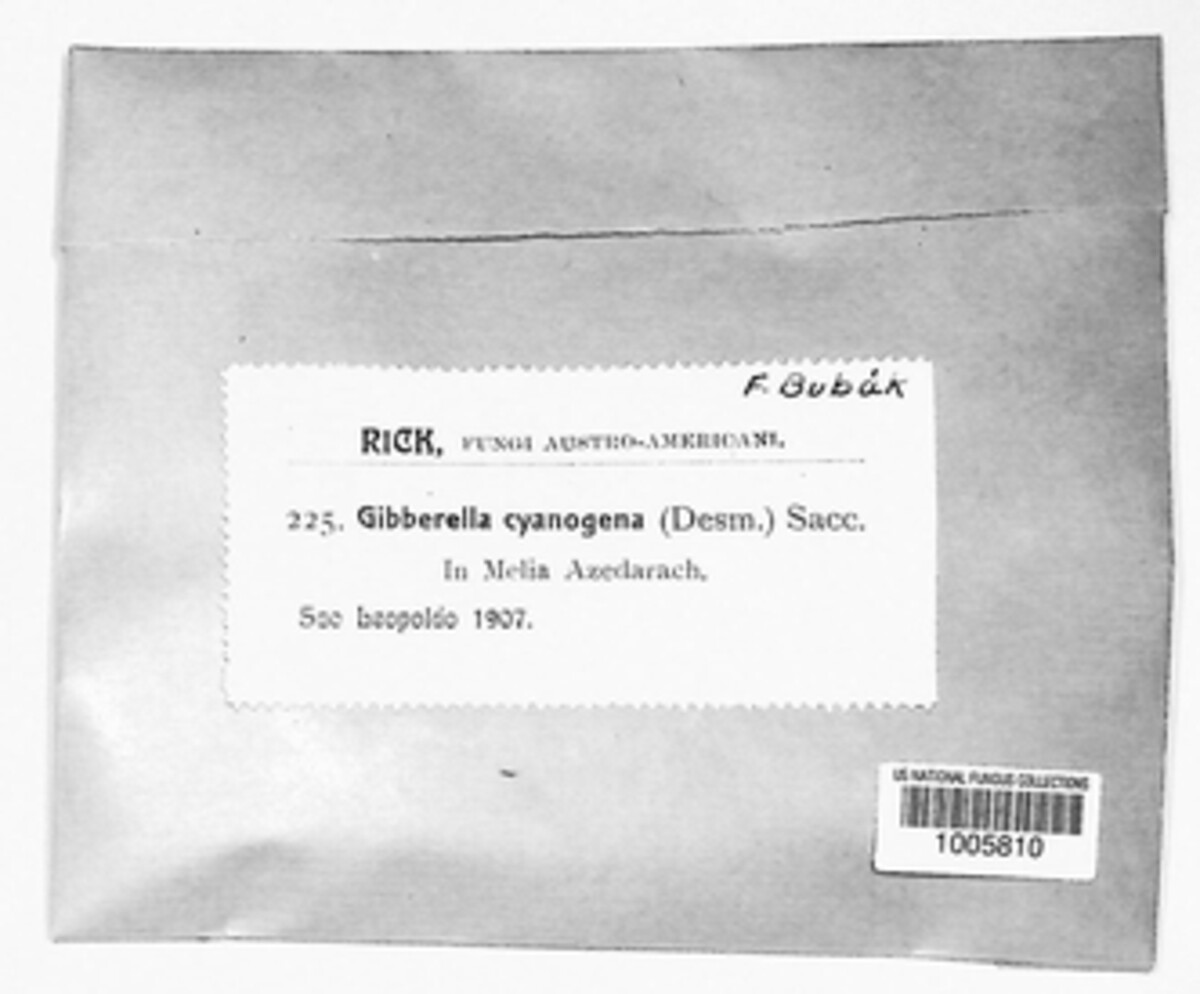 F. Bubák
RICK, FUNGI AUSTRO-AMERICANI.
225. Gibberella cyanogena (Desm.) Sacc.
In Melia Azedarach.
Sao Leopoldo 1907.
US NATIONAL FUNGUS COLLECTIONS
1005810